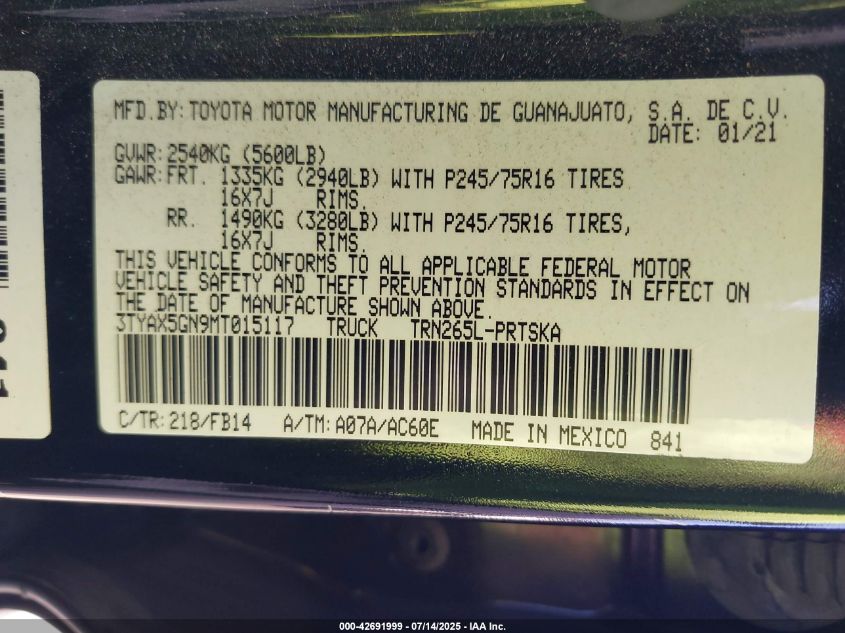 MFD.BY:TOYOTA MOTOR MANUFACTURING DE GUANAJUATO, S.A. DE C.V.
DATE: 01/21
GVWR:2540KG (5600LB)
GAWR:FRT. 1335KG (2940LB) WITH P245/75R16 TIRES
16X7J RIMS.
RR. 1490KG (3280LB) WITH P245/75R16 TIRES,
16X7J RIMS.
THIS VEHICLE CONFORMS TO ALL APPLICABLE FEDERAL MOTOR
VEHICLE SAFETY AND THEFT PREVENTION STANDARDS IN EFFECT ON
THE DATE OF MANUFACTURE SHOWN ABOVE.
3TYAX5GN9MT015117 TRUCK TRN265L-PRTSKA
C/TR:218/FB14 A/TM:A07A/AC60E MADE IN MEXICO 841
000-42691999 / 07/14/2025 - IAA Inc.